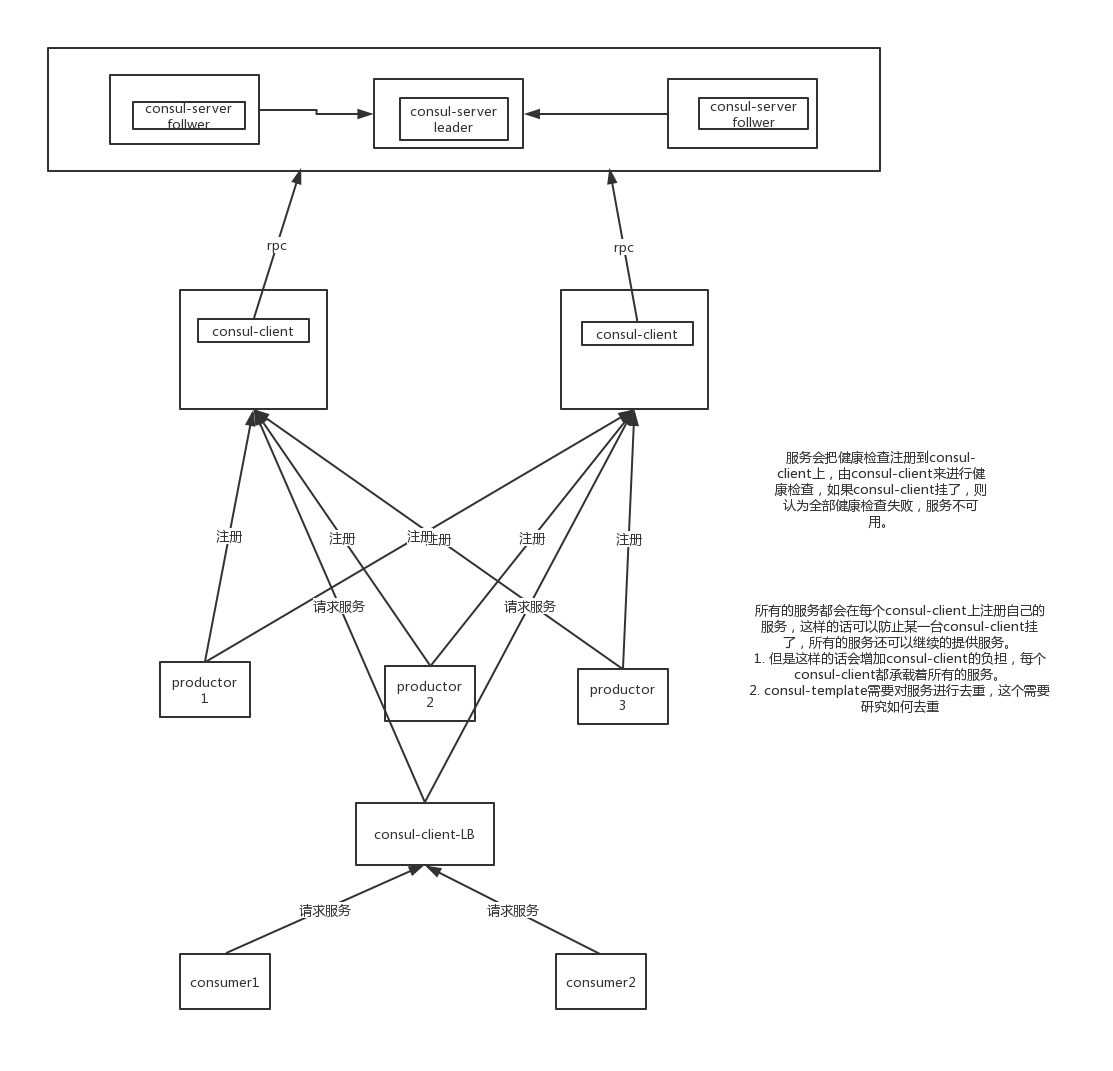 consul-server
follwer
consul-server
leader
consul-server
follwer
rpc
rpc
consul-client
consul-client
服务会把健康检查注册到consul-
client上，由consul-client来进行健
康检查，如果consul-client挂了，则
认为全部健康检查失败，服务不可
用。
注册
注册
注册
注册
注册
注册
请求服务
请求服务
所有的服务都会在每个consul-client上注册自己的
服务，这样的话可以防止某一台consul-client挂
了，所有的服务还可以继续的提供服务。
1. 但是这样的话会增加consul-client的负担，每个
consul-client都承载着所有的服务。
2. consul-template需要对服务进行去重，这个需要
研究如何去重
productor
1
productor
2
productor
3
consul-client-LB
请求服务
请求服务
consumer1
consumer2